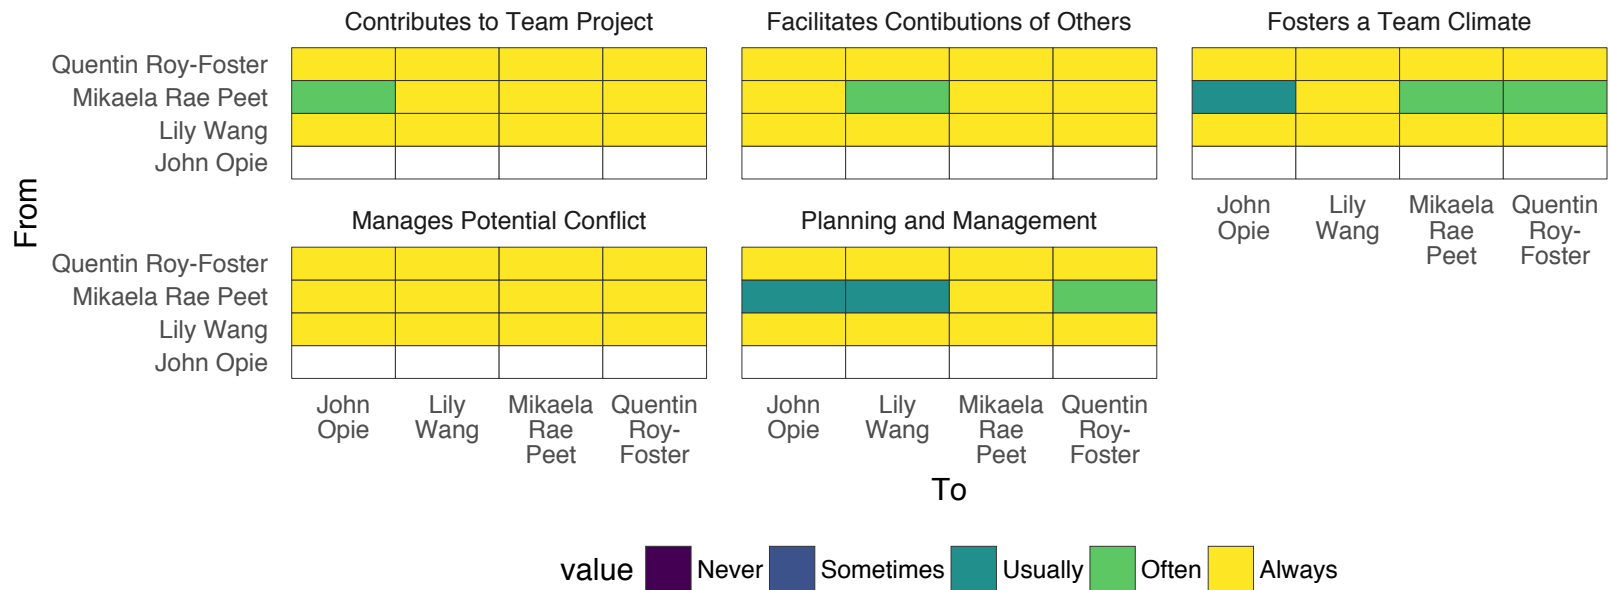 Contributes to Team Project
Facilitates Contibutions of Others
Fosters a Team Climate
Quentin Roy-Foster
Mikaela Rae Peet
Lily Wang
John Opie
John
Opie
Lily
Wang
Mikaela
Rae
Peet
Quentin
Roy-
Foster
From
Manages Potential Conflict
Planning and Management
Quentin Roy-Foster
Mikaela Rae Peet
Lily Wang
John Opie
John
Opie
Lily
Wang
Mikaela
Rae
Peet
Quentin
Roy-
Foster
John
Opie
Lily
Wang
Mikaela
Rae
Peet
Quentin
Roy-
Foster
To
value Never Sometimes Usually Often Always